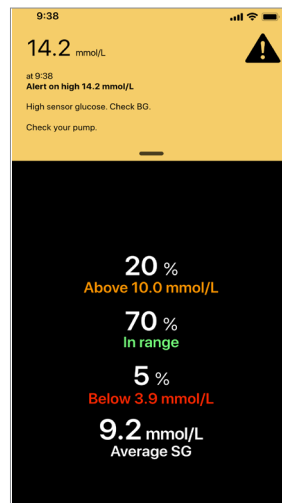 9:38
14.2 mmol/L
at 9:38
Alert on high 14.2 mmol/L
High sensor glucose. Check BG.
Check your pump.
20 %
Above 10.0 mmol/L
70 %
In range
5 %
Below 3.9 mmol/L
9.2 mmol/L
Average SG